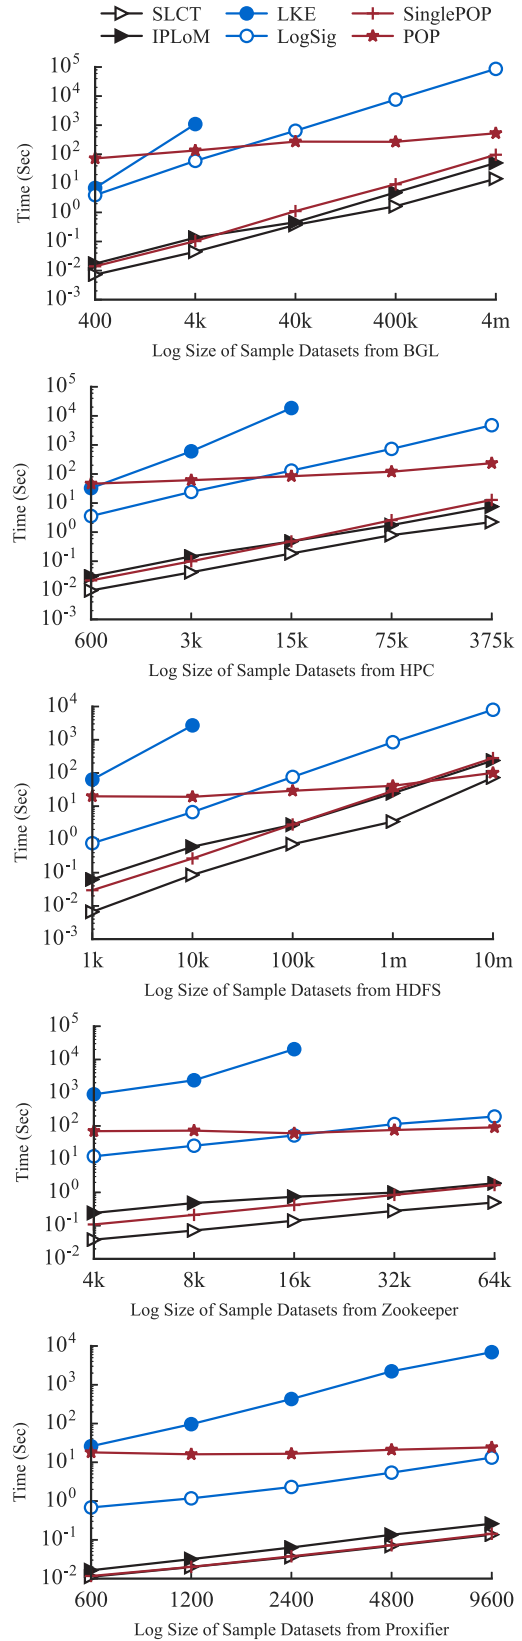 SLCT LKE SinglePOP
IPLoM LogSig POP
10^5
10^4
10^3
10^2
10^1
10^0
10^-1
10^-2
10^-3
Time (Sec)
400 4k 40k 400k 4m
Log Size of Sample Datasets from BGL
10^5
10^4
10^3
10^2
10^1
10^0
10^-1
10^-2
10^-3
Time (Sec)
600 3k 15k 75k 375k
Log Size of Sample Datasets from HPC
10^4
10^3
10^2
10^1
10^0
10^-1
10^-2
10^-3
Time (Sec)
1k 10k 100k 1m 10m
Log Size of Sample Datasets from HDFS
10^5
10^4
10^3
10^2
10^1
10^0
10^-1
10^-2
Time (Sec)
4k 8k 16k 32k 64k
Log Size of Sample Datasets from Zookeeper
10^4
10^3
10^2
10^1
10^0
10^-1
10^-2
Time (Sec)
600 1200 2400 4800 9600
Log Size of Sample Datasets from Proxifier